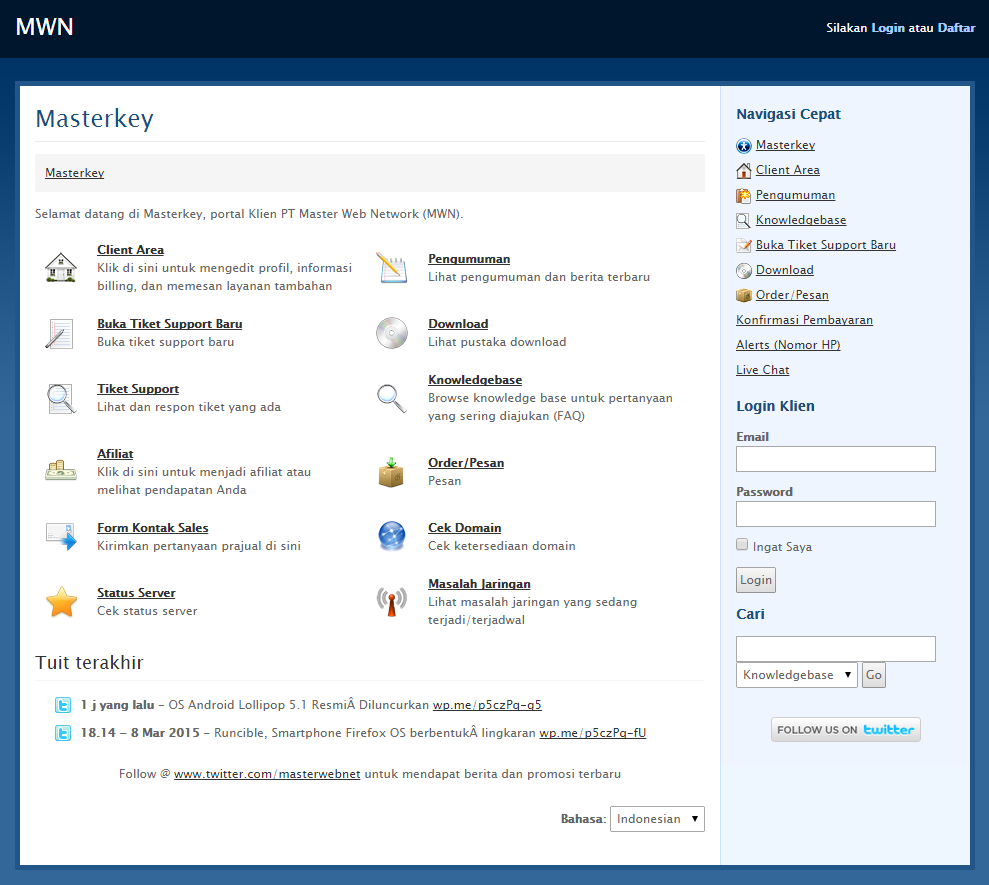 MWN
Silakan Login atau Daftar
Masterkey
Masterkey
Selamat datang di Masterkey, portal Klien PT Master Web Network (MWN).
Client Area
Klik di sini untuk mengedit profil, informasi
billing, dan memesan layanan tambahan
Pengumuman
Lihat pengumuman dan berita terbaru
Buka Tiket Support Baru
Buka tiket support baru
Download
Lihat pustaka download
Tiket Support
Lihat dan respon tiket yang ada
Knowledgebase
Browse knowledge base untuk pertanyaan
yang sering diajukan (FAQ)
Afiliat
Klik di sini untuk menjadi afiliat atau
melihat pendapatan Anda
Order/Pesan
Pesan
Form Kontak Sales
Kirimkan pertanyaan prajual di sini
Cek Domain
Cek ketersediaan domain
Status Server
Cek status server
Masalah Jaringan
Lihat masalah jaringan yang sedang
terjadi/terjadwal
Tuit terakhir
1 j yang lalu - OS Android Lollipop 5.1 ResmiÂ Diluncurkan wp.me/p5czPq-g5
18.14 - 8 Mar 2015 - Runcible, Smartphone Firefox OS berbentukÂ lingkaran wp.me/p5czPq-fU
Follow @ www.twitter.com/masterwebnet untuk mendapat berita dan promosi terbaru
Bahasa: Indonesian
Navigasi Cepat
Masterkey
Client Area
Pengumuman
Knowledgebase
Buka Tiket Support Baru
Download
Order/Pesan
Konfirmasi Pembayaran
Alerts (Nomor HP)
Live Chat
Login Klien
Email
Password
Ingat Saya
Login
Cari
Knowledgebase Go
FOLLOW US ON twitter